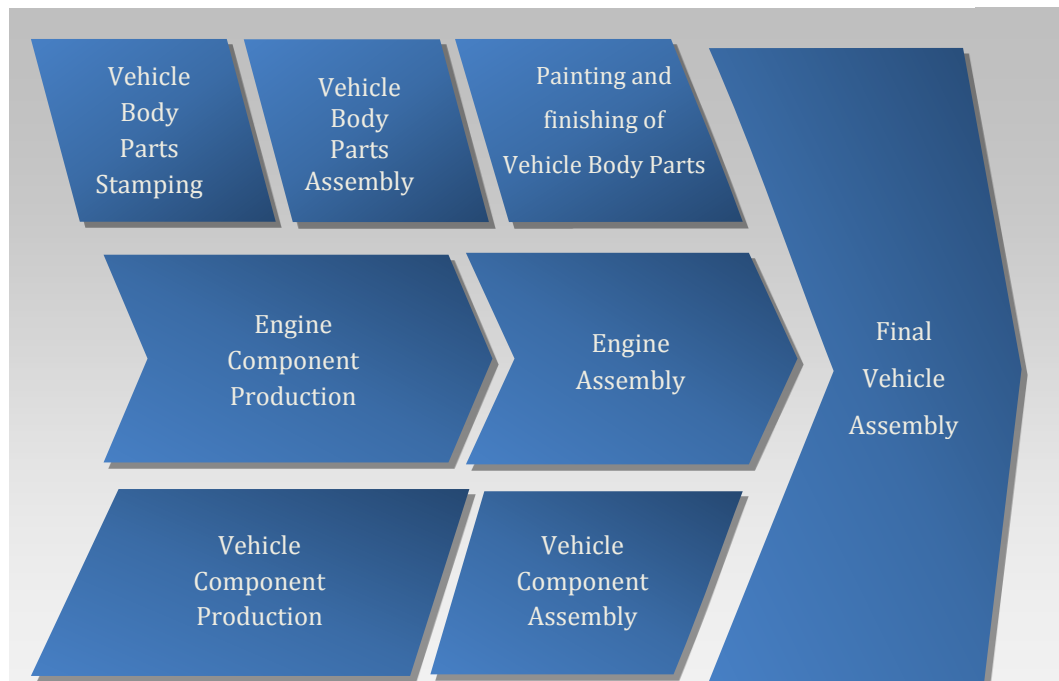 Vehicle
Body
Parts
Stamping
Vehicle
Body
Parts
Assembly
Painting and
finishing of
Vehicle Body Parts
Engine
Component
Production
Engine
Assembly
Final
Vehicle
Assembly
Vehicle
Component
Production
Vehicle
Component
Assembly